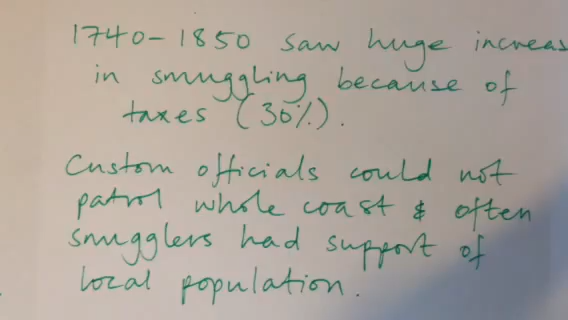 1740-1850 saw huge increas
in smuggling because of
taxes (30%).
Custom officials could not
patrol whole coast & often
smugglers had support of
local population.